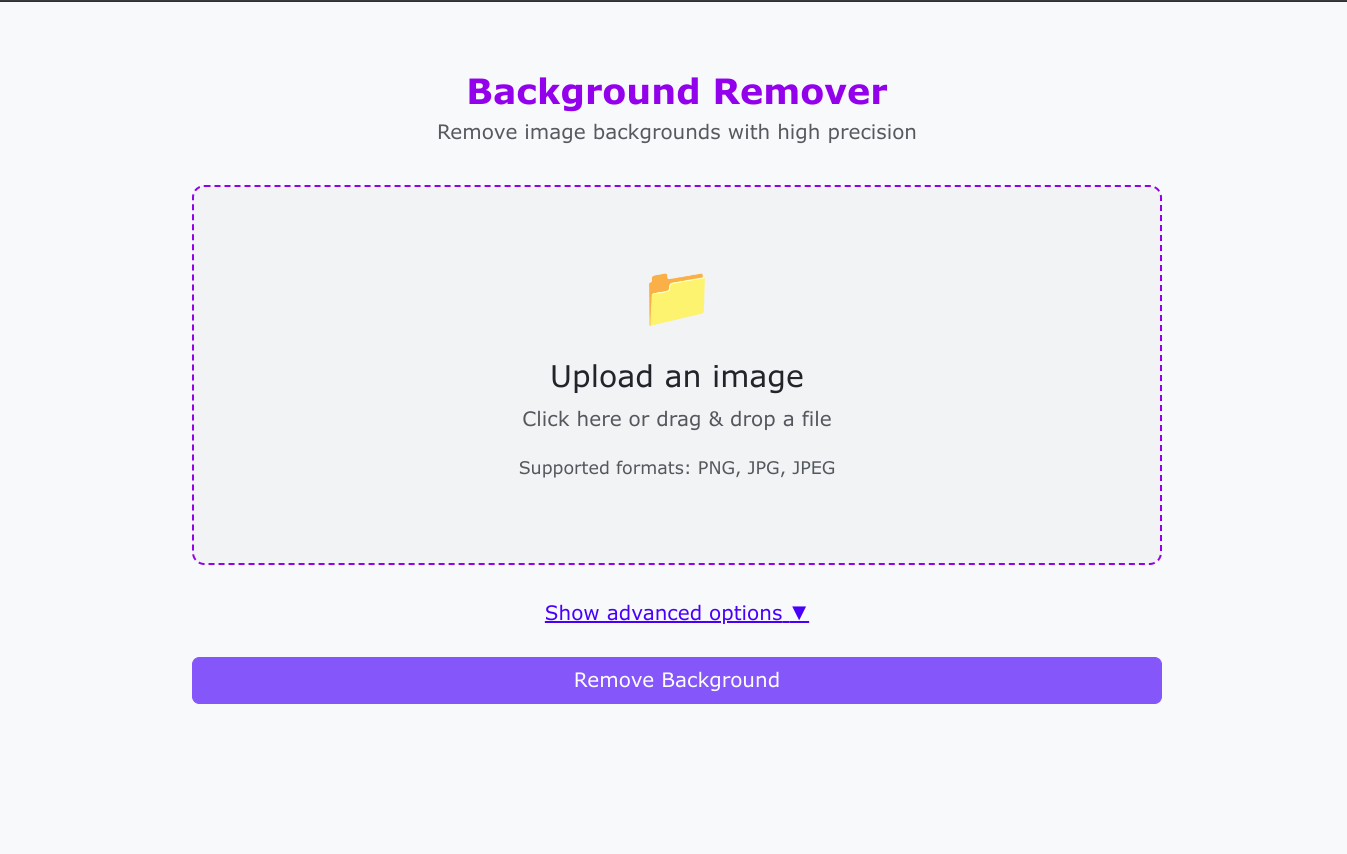 Background Remover
Remove image backgrounds with high precision
Upload an image
Click here or drag & drop a file
Supported formats: PNG, JPG, JPEG
Show advanced options ▼
Remove Background